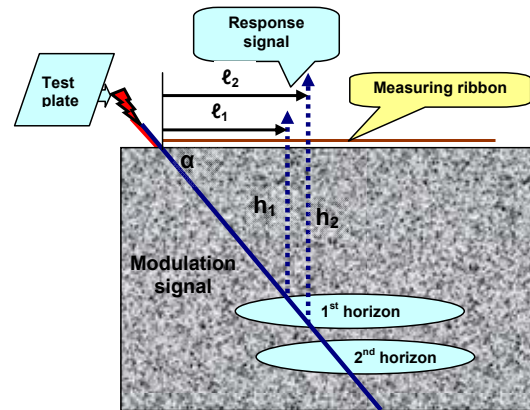 Response
signal
Test
plate
ℓ₂
Measuring ribbon
ℓ₁
α
h₁
h₂
Modulation
signal
1st horizon
2nd horizon